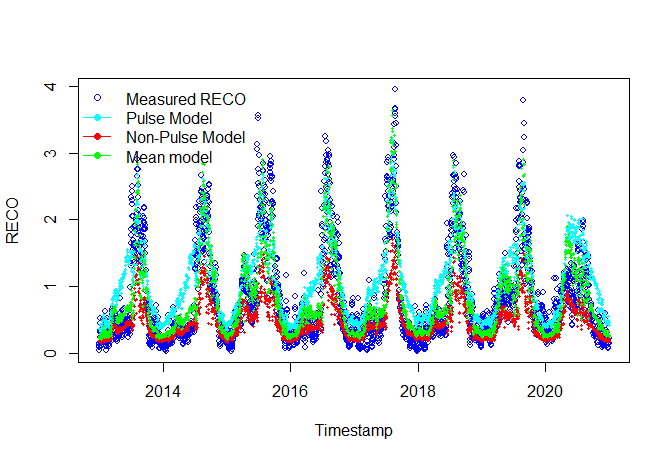 4
Measured RECO
Pulse Model
Non-Pulse Model
Mean model
3
2
1
0
RECO
2014 2016 2018 2020
Timestamp